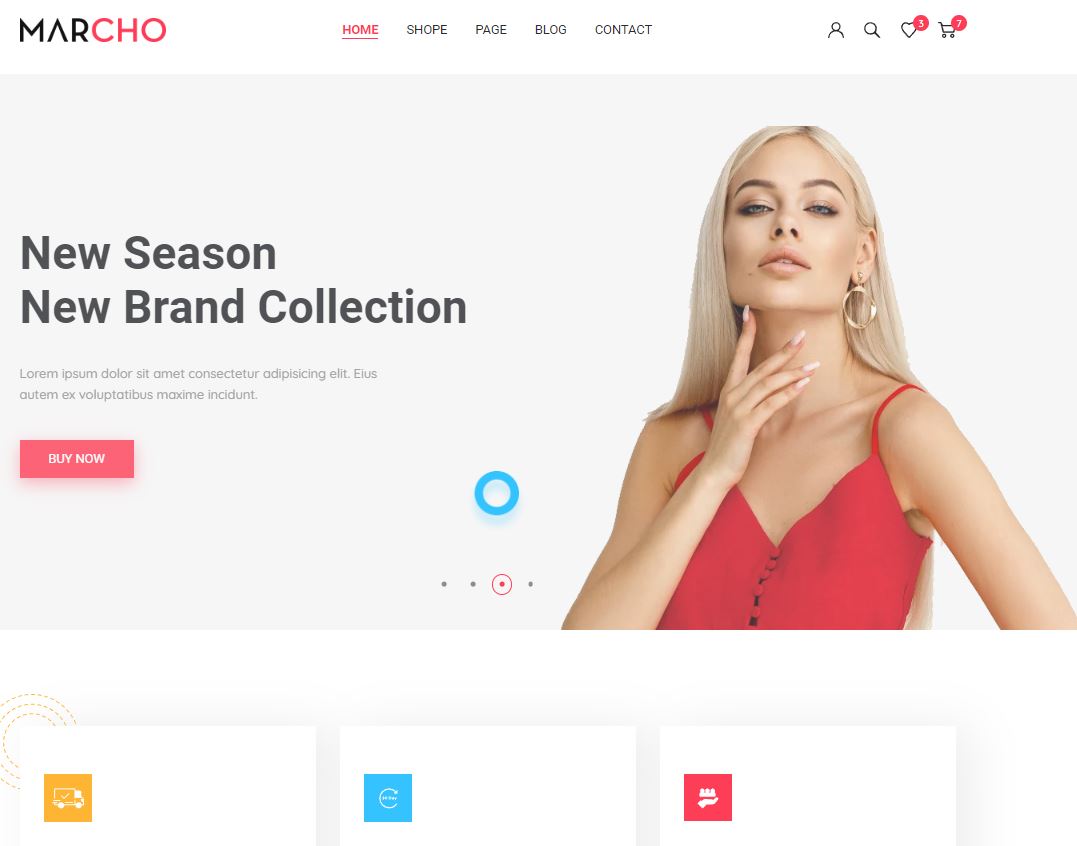 MARCHO
HOME SHOPE PAGE BLOG CONTACT
3 7
New Season
New Brand Collection
Lorem ipsum dolor sit amet consectetur adipisicing elit. Eius
autem ex voluptatibus maxime incidunt.
BUY NOW